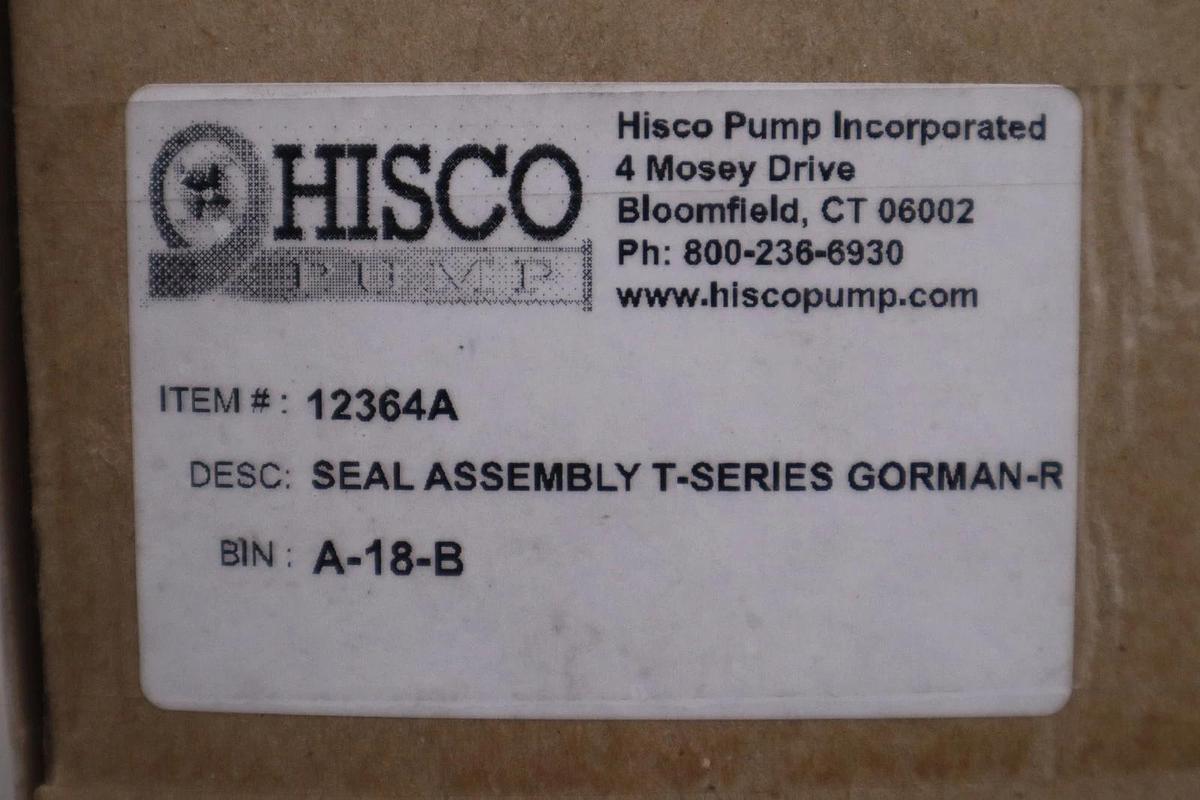 HISCO
PUMP
Hisco Pump Incorporated
4 Mosey Drive
Bloomfield, CT 06002
Ph: 800-236-6930
www.hiscopump.com
ITEM # : 12364A
DESC: SEAL ASSEMBLY T-SERIES GORMAN-R
BIN : A-18-B